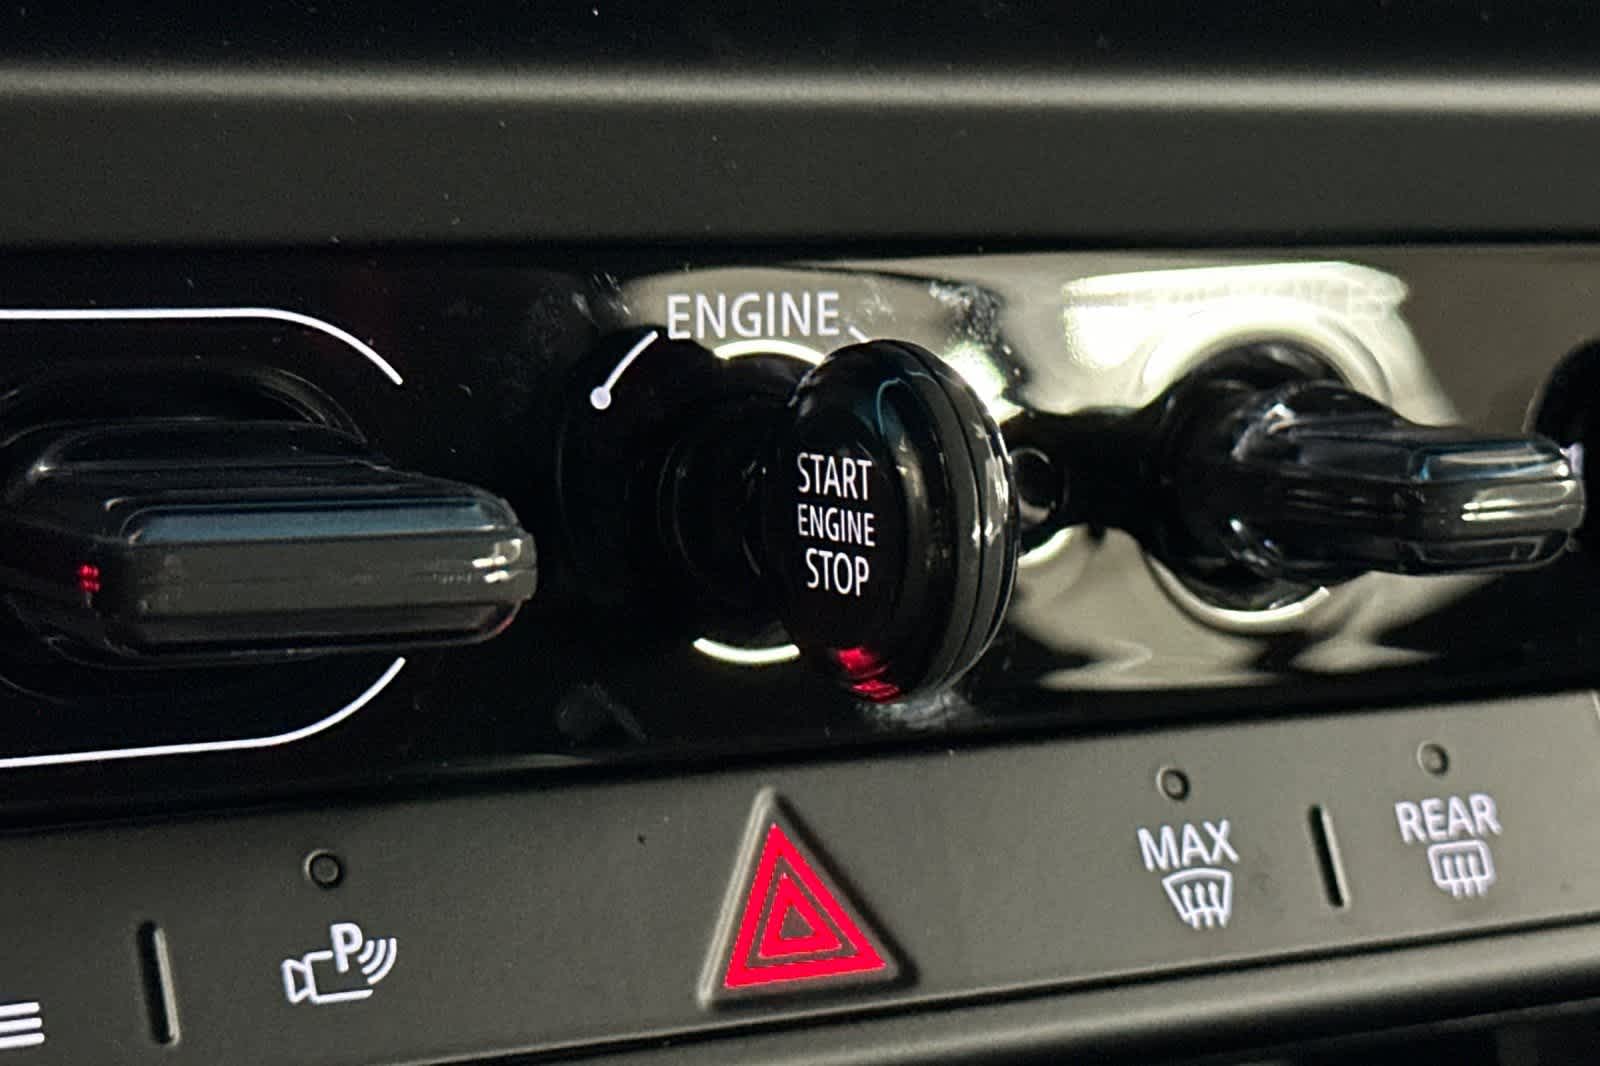 ENGINE
START
ENGINE
STOP
P
MAX
REAR